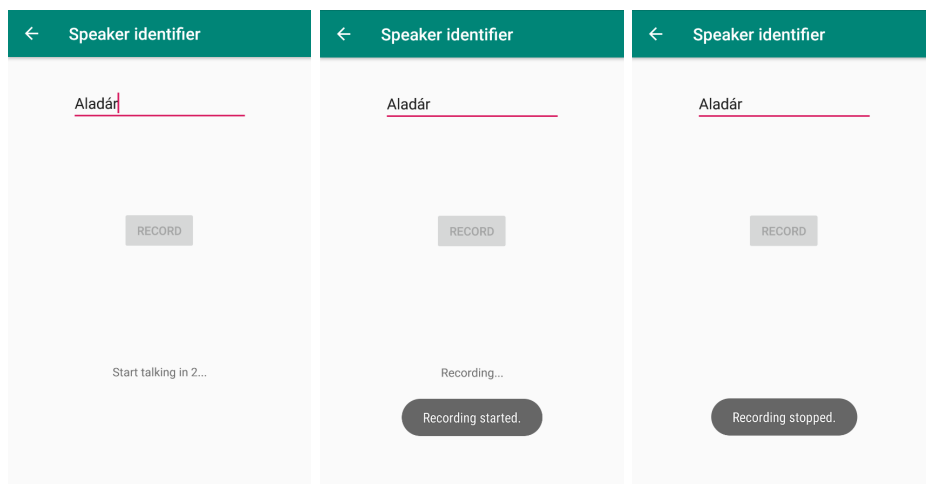 Speaker identifier
Aladár
RECORD
Start talking in 2...
Speaker identifier
Aladár
RECORD
Recording...
Recording started.
Speaker identifier
Aladár
RECORD
Recording stopped.